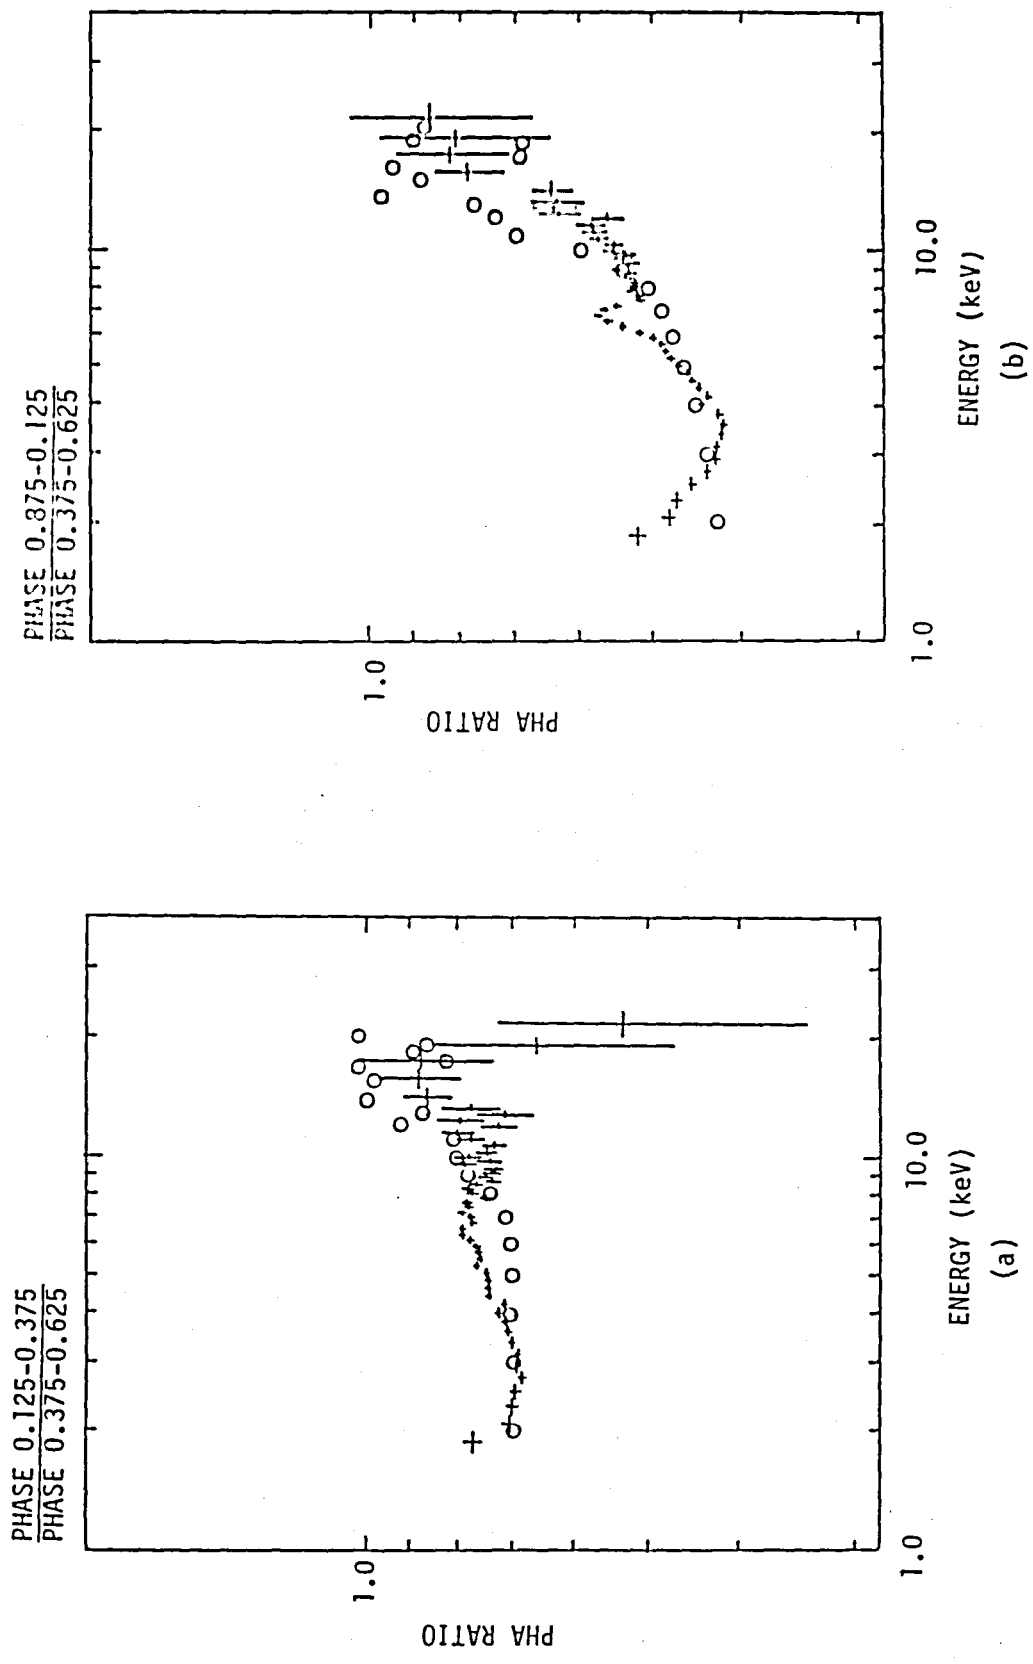 PHASE 0.125-0.375
PHASE 0.375-0.625
PHA RATIO
1.0
1.0
10.0
ENERGY (keV)
(a)
PHASE 0.875-0.125
PHASE 0.375-0.625
PHA RATIO
1.0
1.0
10.0
ENERGY (keV)
(b)